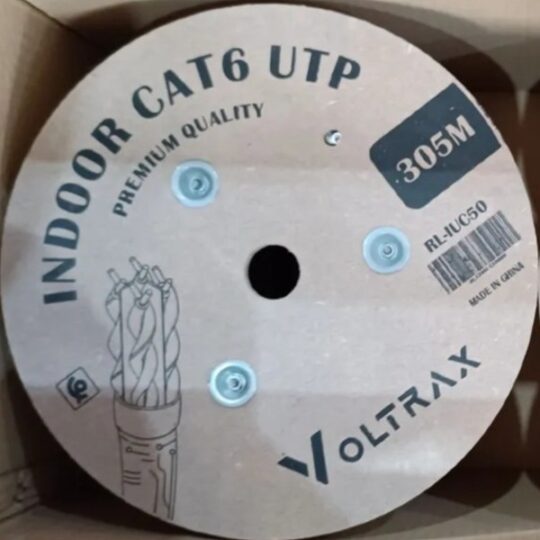 INDOOR CAT6 UTP
PREMIUM QUALITY
305M
RL-IUC50
MADE IN CHINA
VOLTRAX